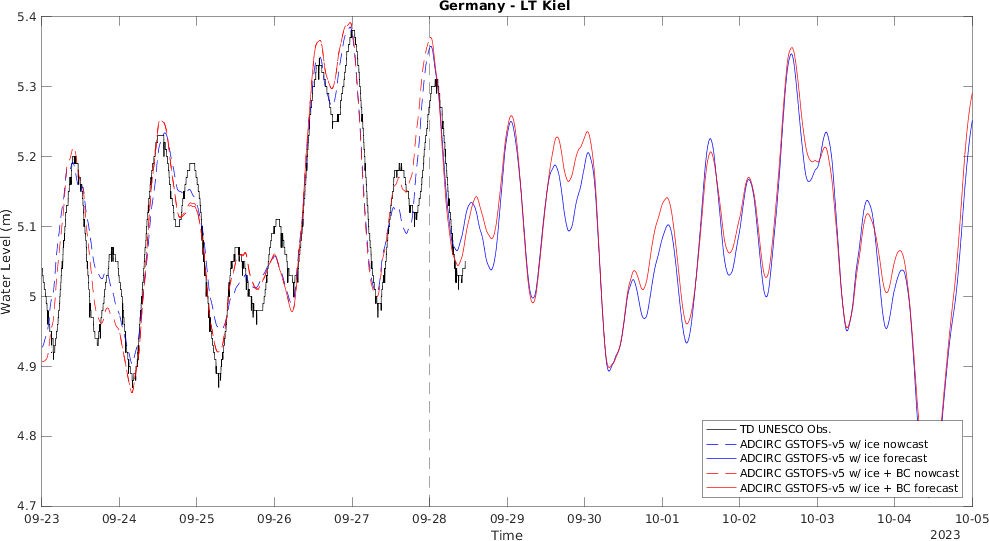 Germany - LT Kiel
5.4
5.3
5.2
5.1
5
4.9
4.8
4.7
Water Level (m)
TD UNESCO Obs.
ADCIRC GSTOFS-v5 w/ ice nowcast
ADCIRC GSTOFS-v5 w/ ice forecast
ADCIRC GSTOFS-v5 w/ ice + BC nowcast
ADCIRC GSTOFS-v5 w/ ice + BC forecast
09-23 09-24 09-25 09-26 09-27 09-28 09-29 09-30 10-01 10-02 10-03 10-04 10-05
Time
2023